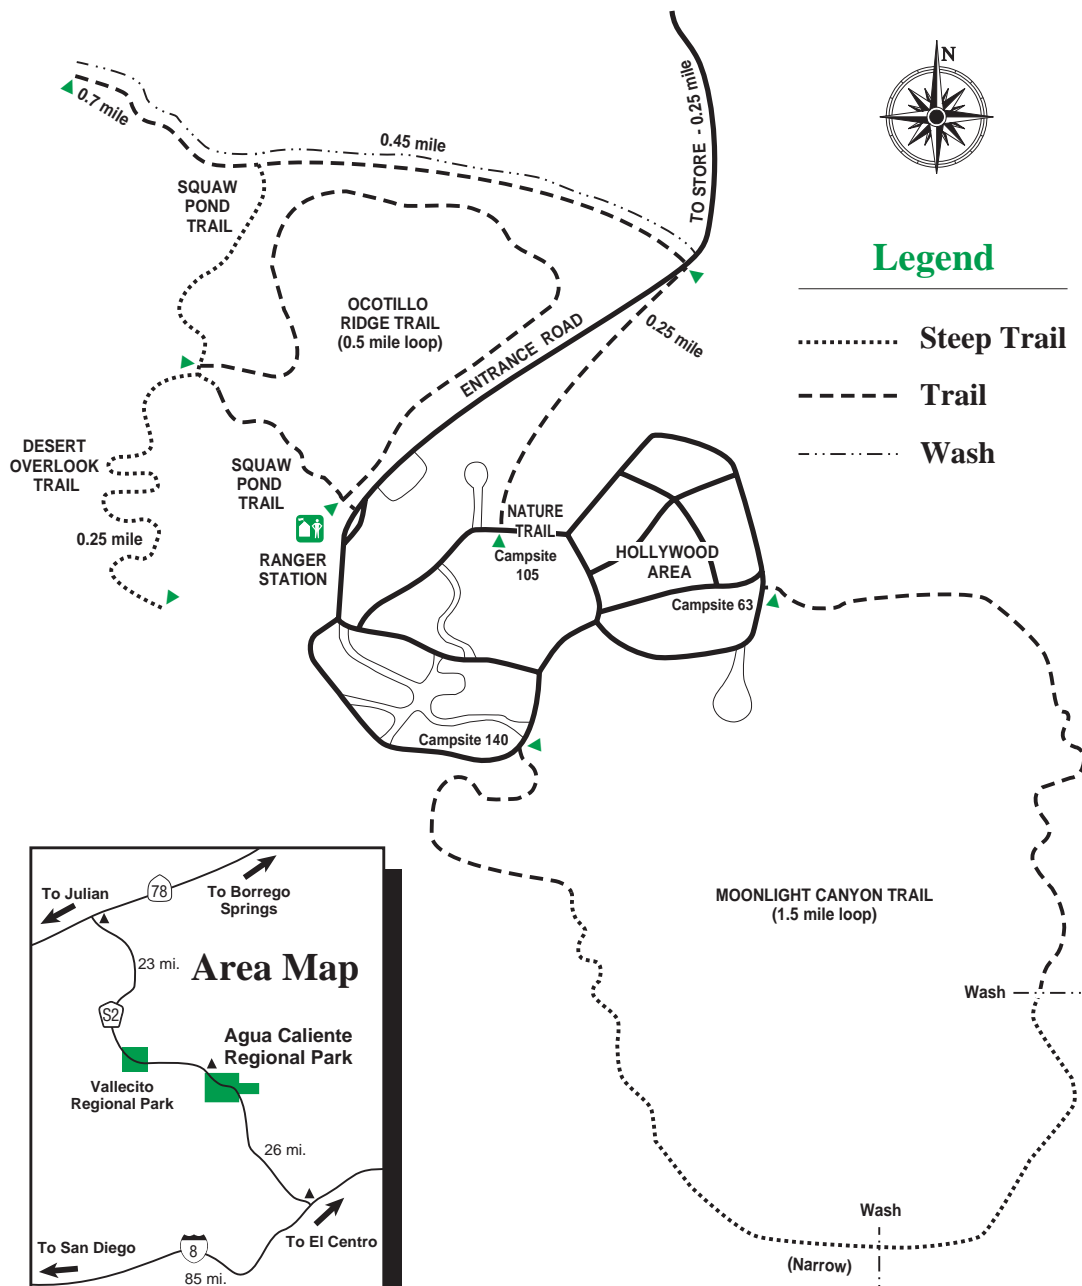 N
TO STORE - 0.25 mile
0.7 mile
0.45 mile
SQUAW
POND
TRAIL
Legend
Steep Trail
Trail
Wash
OCOTILLO
RIDGE TRAIL
(0.5 mile loop)
ENTRANCE ROAD
0.25 mile
DESERT
OVERLOOK
TRAIL
0.25 mile
SQUAW
POND
TRAIL
RANGER
STATION
NATURE
TRAIL
Campsite
105
HOLLYWOOD
AREA
Campsite 63
Campsite 140
MOONLIGHT CANYON TRAIL
(1.5 mile loop)
Wash
Wash
(Narrow)
To Julian
78
To Borrego
Springs
23 mi.
Area Map
S2
Agua Caliente
Regional Park
Vallecito
Regional Park
26 mi.
To San Diego
8
85 mi.
To El Centro